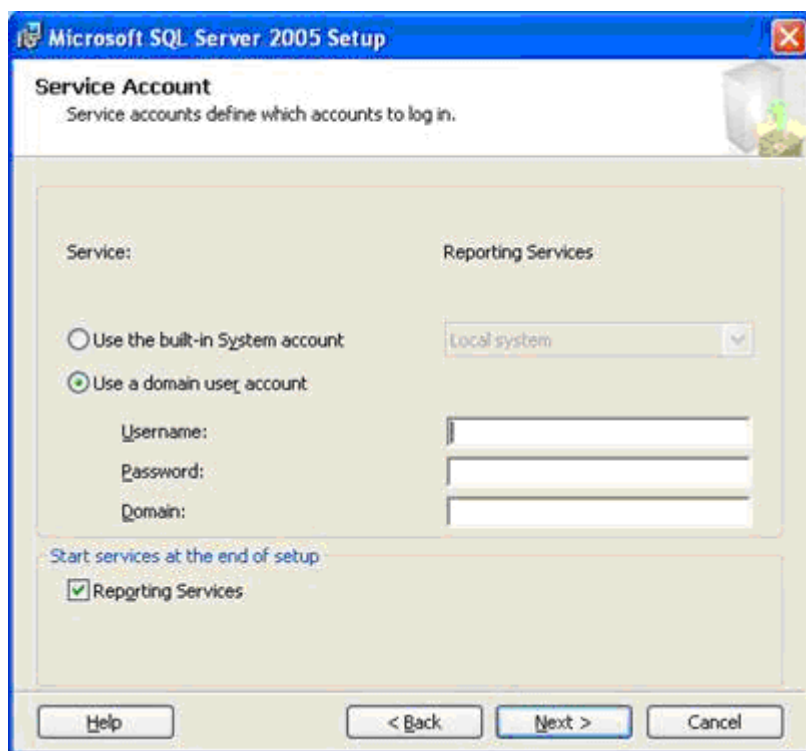 Microsoft SQL Server 2005 Setup
Service Account
Service accounts define which accounts to log in.
Service: Reporting Services
Use the built-in System account Local system
Use a domain user account
Username:
Password:
Domain:
Start services at the end of setup
Reporting Services
Help < Back Next > Cancel